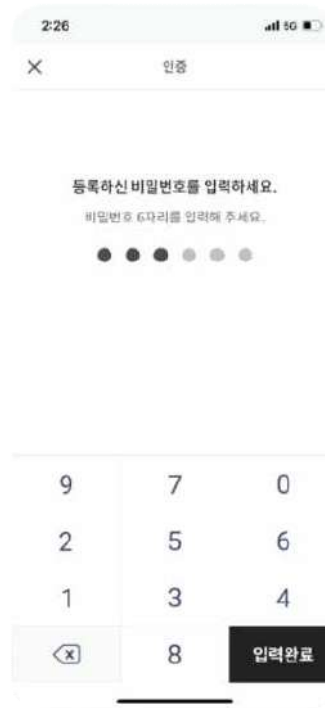 2:26 5G
인증
등록하신 비밀번호를 입력하세요.
비밀번호 6자리를 입력해 주세요.
9 7 0
2 5 6
1 3 4
8 입력완료